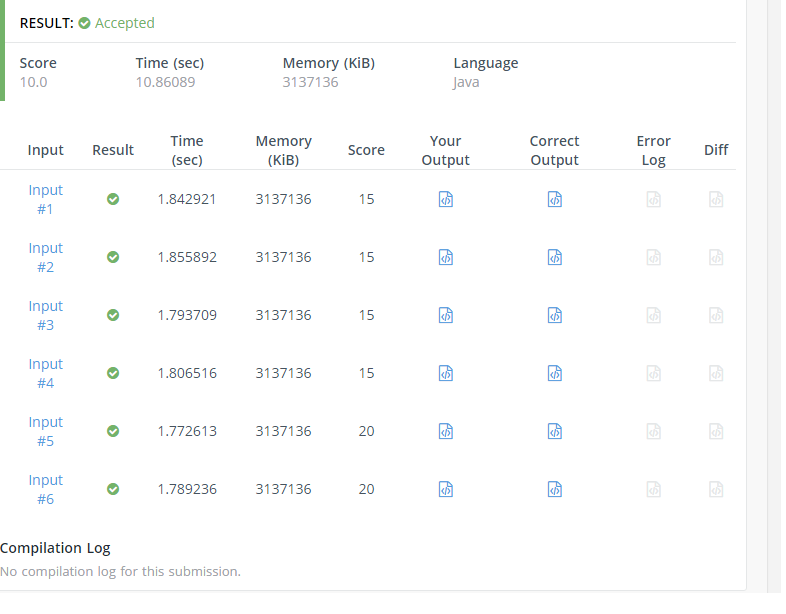 RESULT: Accepted
Score Time (sec) Memory (KiB) Language
10.0 10.86089 3137136 Java
Input Result Time (sec) Memory (KiB) Score Your Output Correct Output Error Log Diff
Input #1 1.842921 3137136 15
Input #2 1.855892 3137136 15
Input #3 1.793709 3137136 15
Input #4 1.806516 3137136 15
Input #5 1.772613 3137136 20
Input #6 1.789236 3137136 20
Compilation Log
No compilation log for this submission.